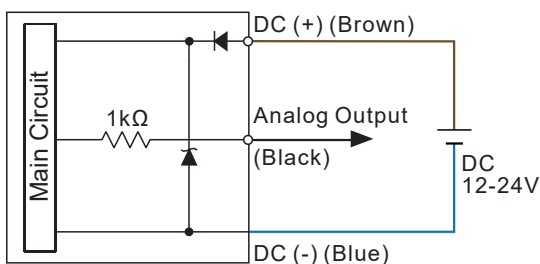 DC (+) (Brown)
Main Circuit
1kΩ
Analog Output
(Black)
DC
12-24V
DC (-) (Blue)